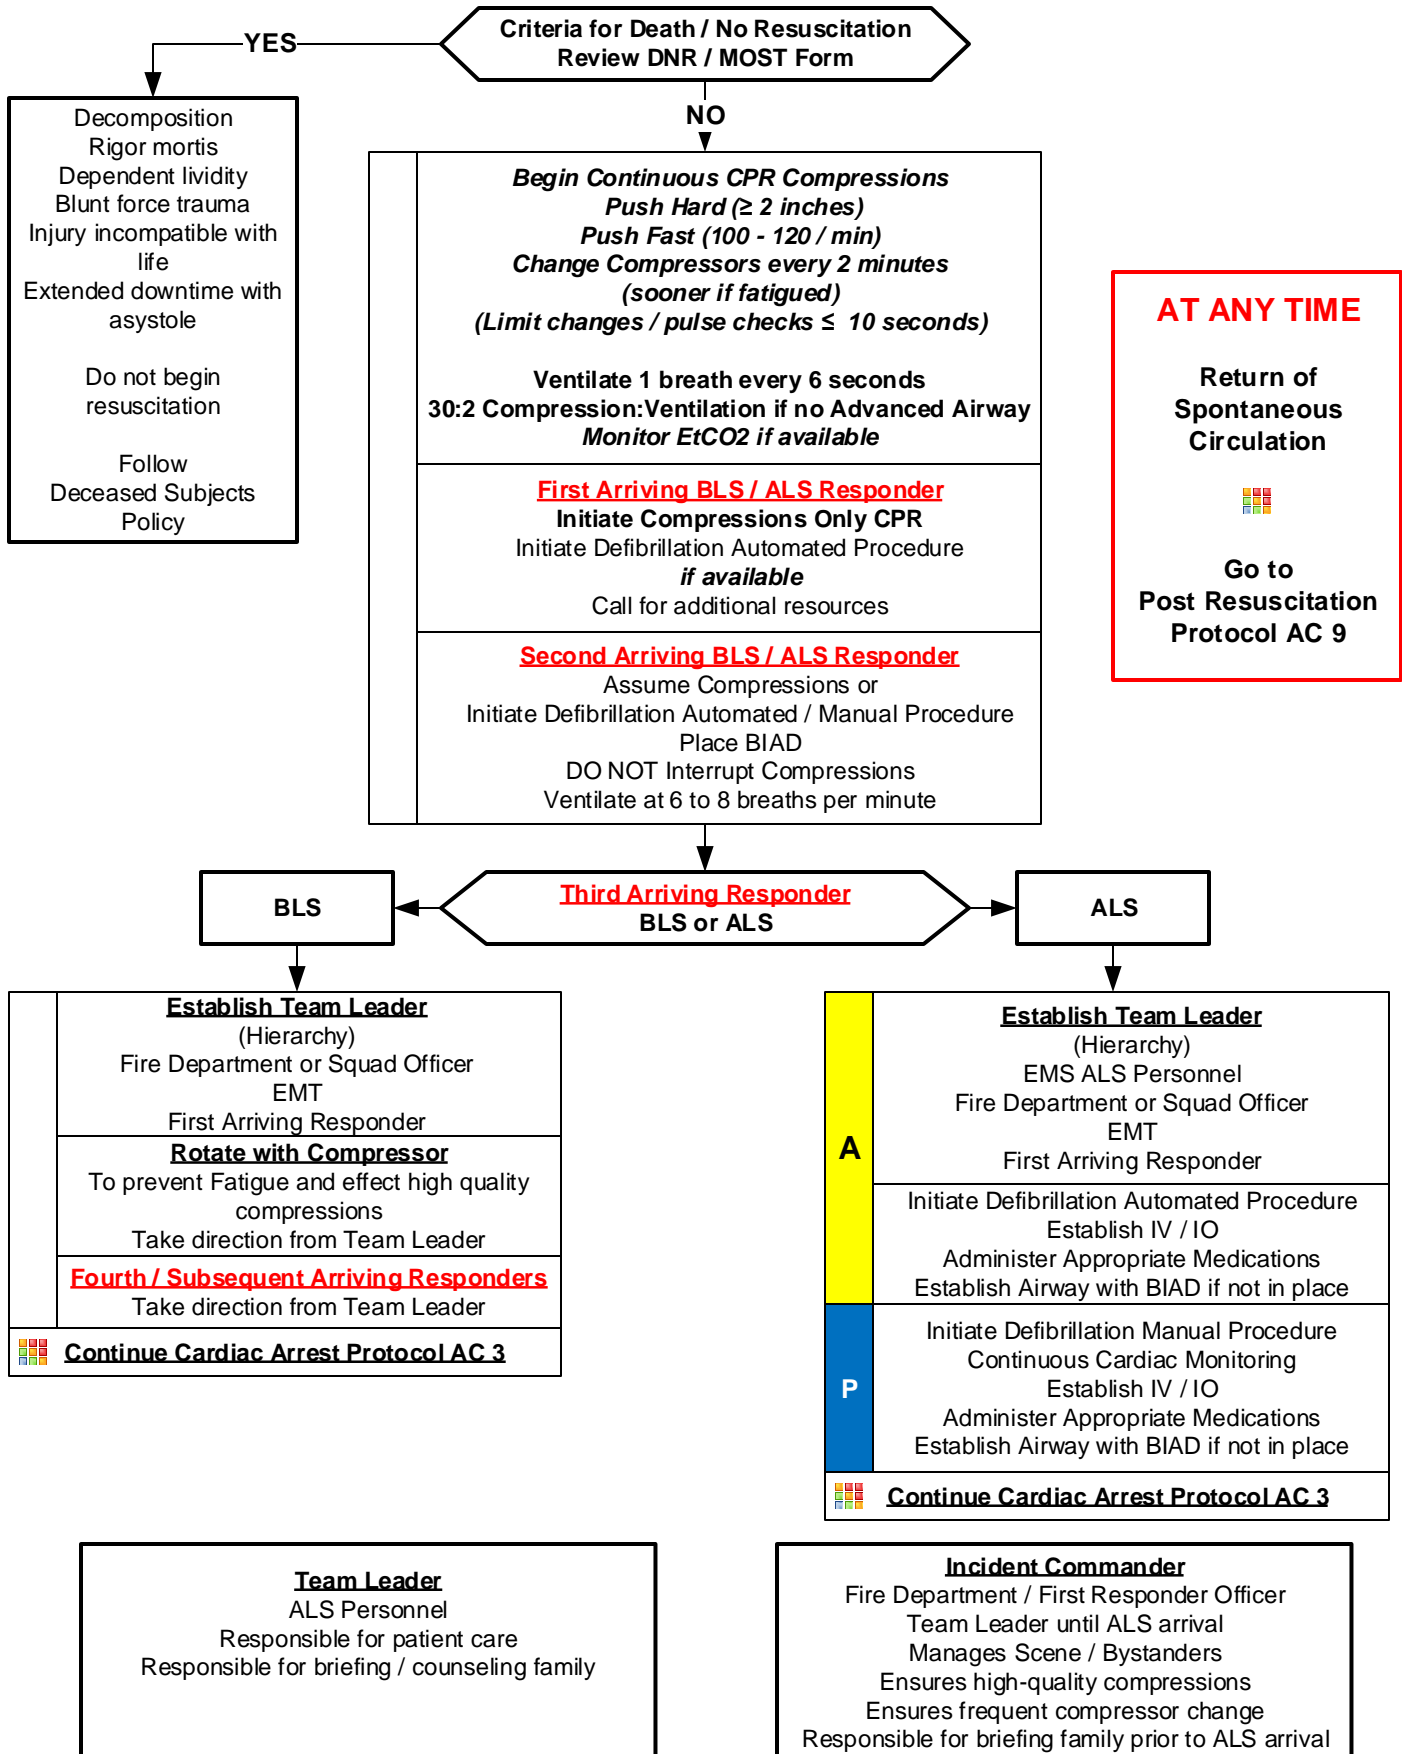 Criteria for Death / No Resuscitation
Review DNR / MOST Form
YES
NO
Decomposition
Rigor mortis
Dependent lividity
Blunt force trauma
Injury incompatible with
life
Extended downtime with
asystole
Do not begin
resuscitation
Follow
Deceased Subjects
Policy
Begin Continuous CPR Compressions
Push Hard (≥ 2 inches)
Push Fast (100 - 120 / min)
Change Compressors every 2 minutes
(sooner if fatigued)
(Limit changes / pulse checks ≤ 10 seconds)
Ventilate 1 breath every 6 seconds
30:2 Compression:Ventilation if no Advanced Airway
Monitor EtCO2 if available
First Arriving BLS / ALS Responder
Initiate Compressions Only CPR
Initiate Defibrillation Automated Procedure
if available
Call for additional resources
Second Arriving BLS / ALS Responder
Assume Compressions or
Initiate Defibrillation Automated / Manual Procedure
Place BIAD
DO NOT Interrupt Compressions
Ventilate at 6 to 8 breaths per minute
AT ANY TIME
Return of
Spontaneous
Circulation
Go to
Post Resuscitation
Protocol AC 9
Third Arriving Responder
BLS or ALS
BLS
ALS
Establish Team Leader
(Hierarchy)
Fire Department or Squad Officer
EMT
First Arriving Responder
Rotate with Compressor
To prevent Fatigue and effect high quality
compressions
Take direction from Team Leader
Fourth / Subsequent Arriving Responders
Take direction from Team Leader
Continue Cardiac Arrest Protocol AC 3
A
Establish Team Leader
(Hierarchy)
EMS ALS Personnel
Fire Department or Squad Officer
EMT
First Arriving Responder
Initiate Defibrillation Automated Procedure
Establish IV / IO
Administer Appropriate Medications
Establish Airway with BIAD if not in place
P
Initiate Defibrillation Manual Procedure
Continuous Cardiac Monitoring
Establish IV / IO
Administer Appropriate Medications
Establish Airway with BIAD if not in place
Continue Cardiac Arrest Protocol AC 3
Team Leader
ALS Personnel
Responsible for patient care
Responsible for briefing / counseling family
Incident Commander
Fire Department / First Responder Officer
Team Leader until ALS arrival
Manages Scene / Bystanders
Ensures high-quality compressions
Ensures frequent compressor change
Responsible for briefing family prior to ALS arrival